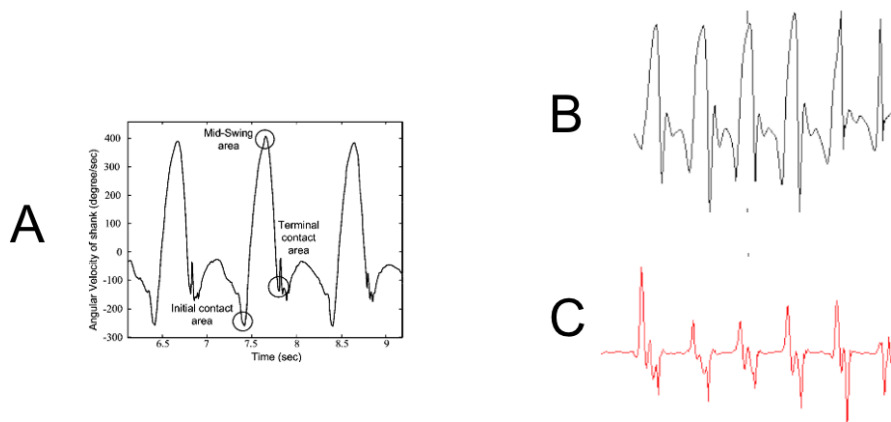 A
Angular Velocity of shank (degree/sec)
400
300
200
100
0
-100
-200
-300
Mid-Swing
area
Terminal
contact
area
Initial contact
area
6.5
7
7.5
8
8.5
9
Time (sec)
B
C